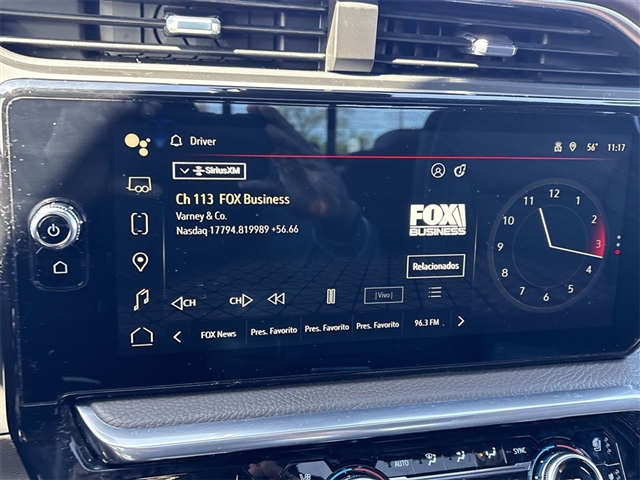 Driver
56° 11:17
SiriusXM
Ch 113 FOX Business
Varney & Co.
Nasdaq 17794.819989 +56.66
FOX
BUSINESS
Relacionados
12 1 2 3 4 5 6 7 8 9 10 11
CH CH [Vivo]
FOX News Pres. Favorito Pres. Favorito Pres. Favorito 96.3 FM
AUTO SYNC